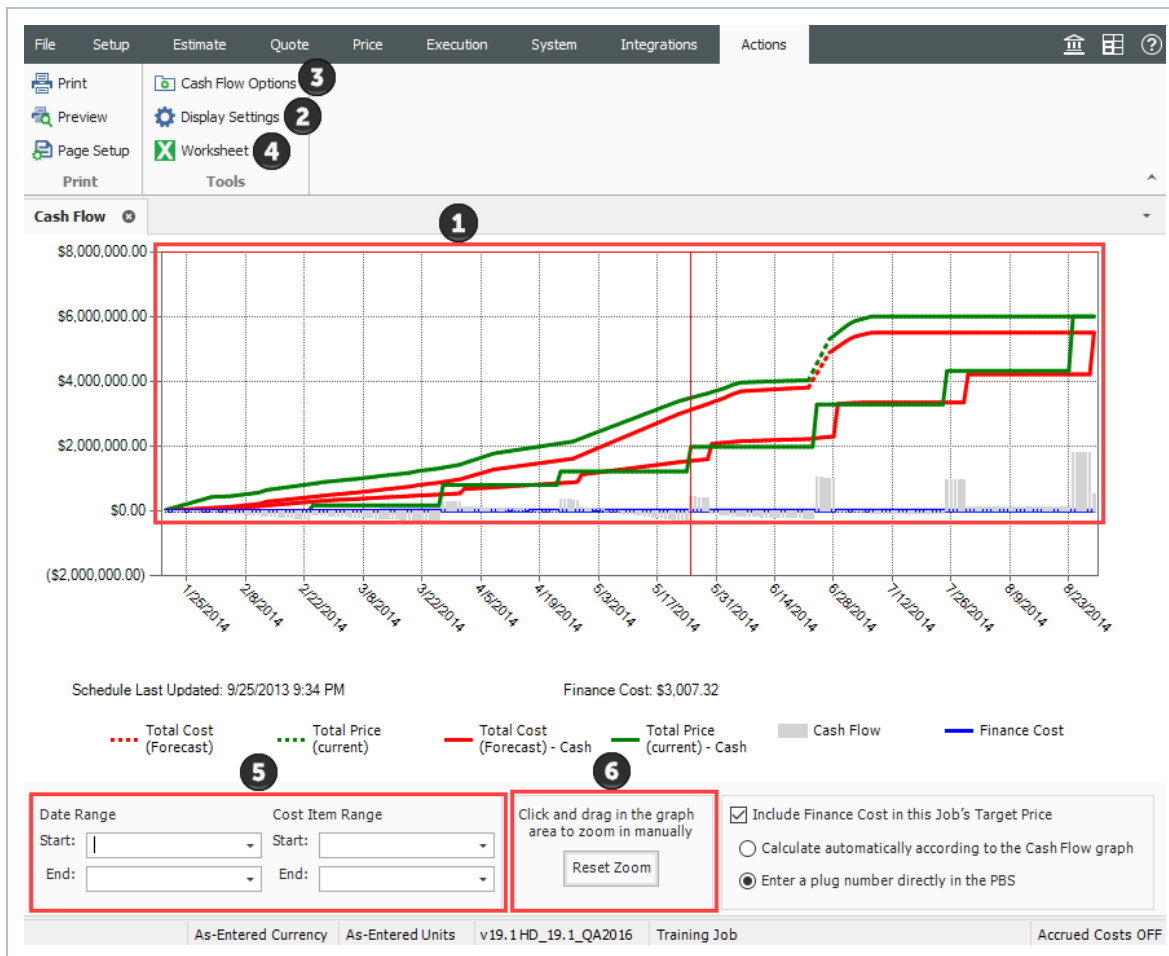 File Setup Estimate Quote Price Execution System Integrations Actions
Print Cash Flow Options 3
Preview Display Settings 2
Page Setup Worksheet 4
Print Tools
Cash Flow
1
$8,000,000.00
$6,000,000.00
$4,000,000.00
$2,000,000.00
$0.00
($2,000,000.00)
1/25/2014 2/8/2014 2/22/2014 3/8/2014 3/22/2014 4/5/2014 4/19/2014 5/3/2014 5/17/2014 5/31/2014 6/14/2014 6/28/2014 7/12/2014 7/26/2014 8/9/2014 8/23/2014
Schedule Last Updated: 9/25/2013 9:34 PM Finance Cost: $3,007.32
Total Cost (Forecast)
Total Price (current)
Total Cost (Forecast) - Cash
Total Price (current) - Cash
Cash Flow
Finance Cost
5
Date Range Cost Item Range
Start: Start:
End: End:
6
Click and drag in the graph
area to zoom in manually
Reset Zoom
Include Finance Cost in this Job's Target Price
Calculate automatically according to the Cash Flow graph
Enter a plug number directly in the PBS
As-Entered Currency As-Entered Units v19.1 HD_19.1_QA2016 Training Job Accrued Costs OFF